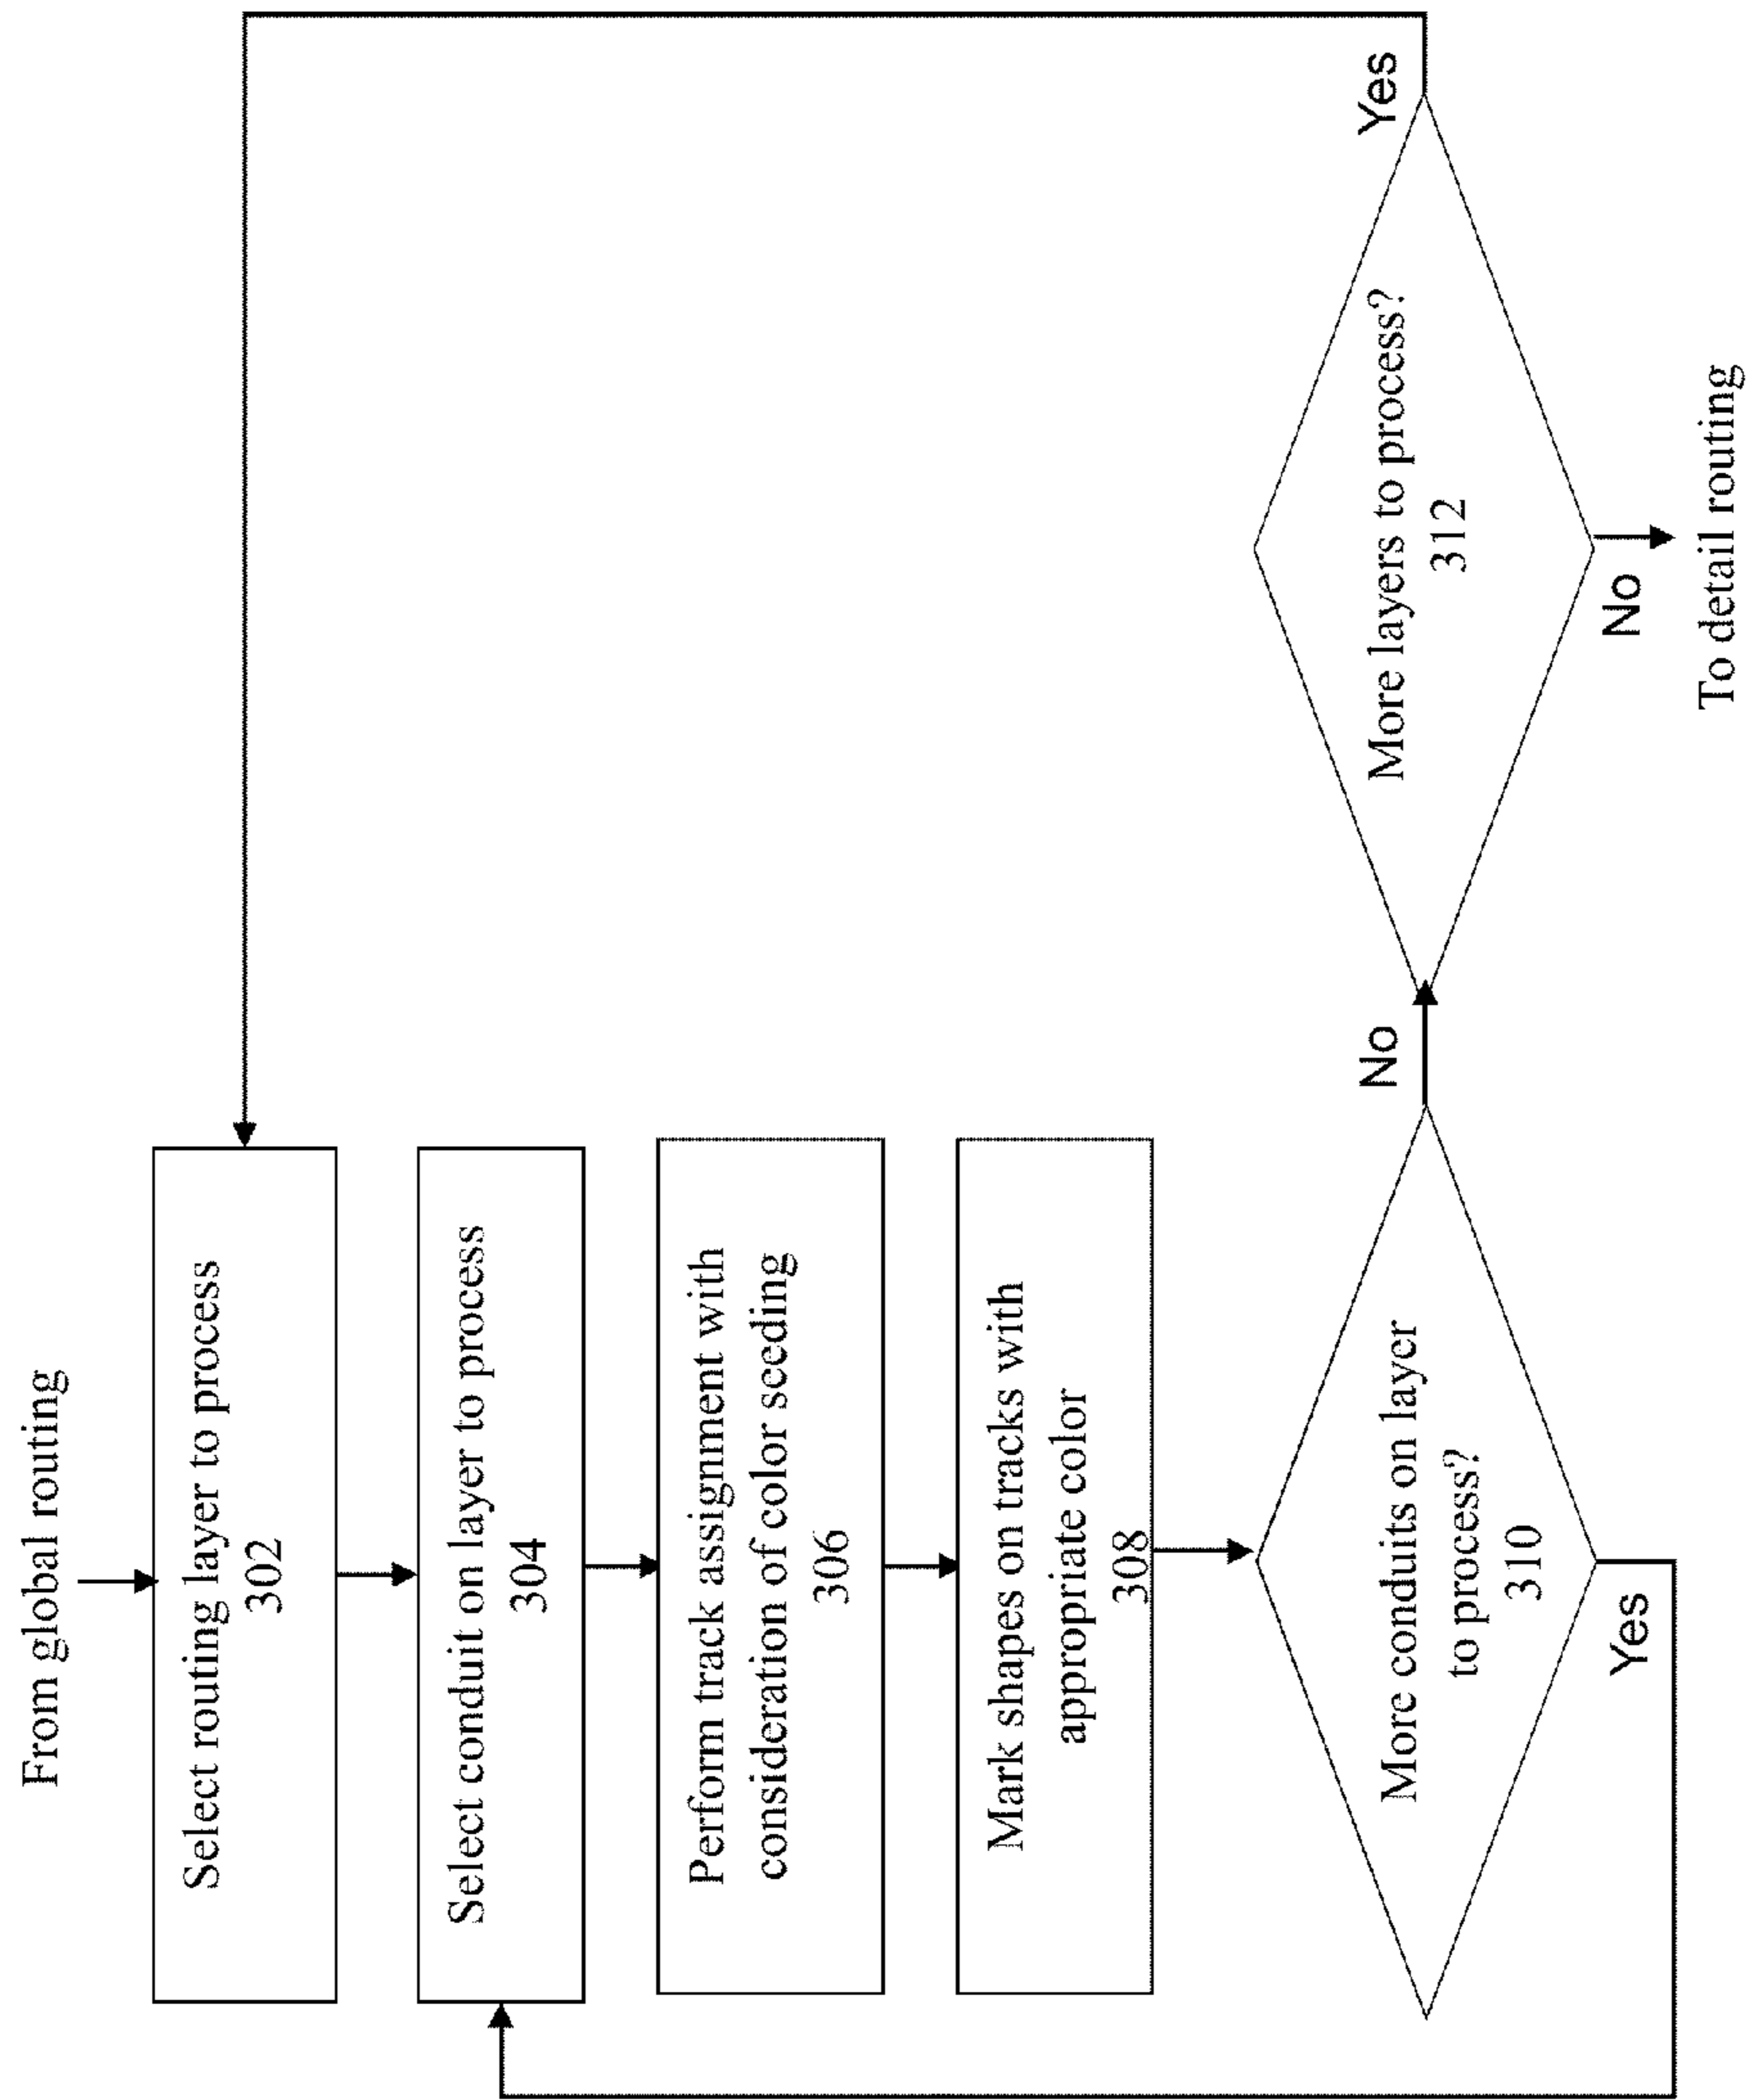 From global routing
Select routing layer to process
302
Select conduit on layer to process
304
Perform track assignment with
consideration of color seeding
306
Mark shapes on tracks with
appropriate color
308
More conduits on layer
to process?
310
Yes
No
More layers to process?
312
Yes
No
To detail routing